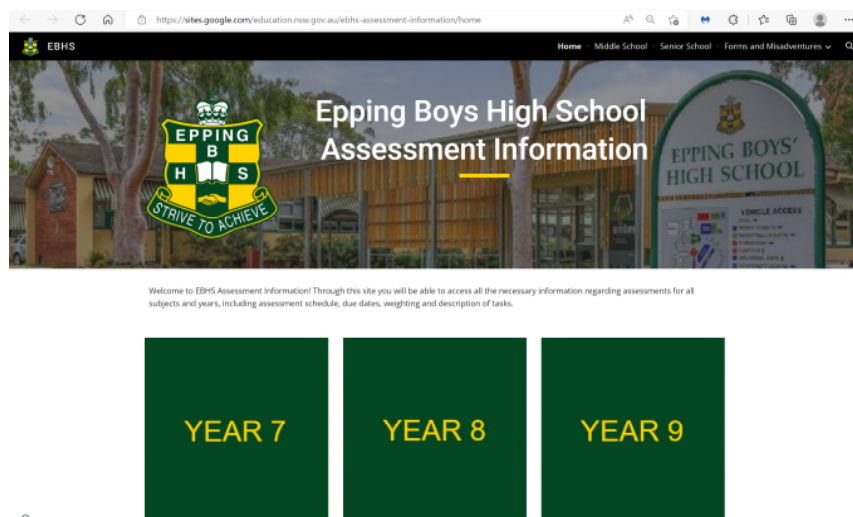 https://sites.google.com/education.nsw.gov.au/ebhs-assessment-information/home
EBHS
Home Middle School Senior School Forms and Misadventures
Epping Boys High School
Assessment Information
EPPING
B
H S
STRIVE TO ACHIEVE
EPPING BOYS'
HIGH SCHOOL
VEHICLE ACCESS
enter
Welcome to EBHS Assessment Information! Through this site you will be able to access all the necessary information regarding assessments for all
subjects and years, including assessment schedule, due dates, weighting and description of tasks.
YEAR 7
YEAR 8
YEAR 9